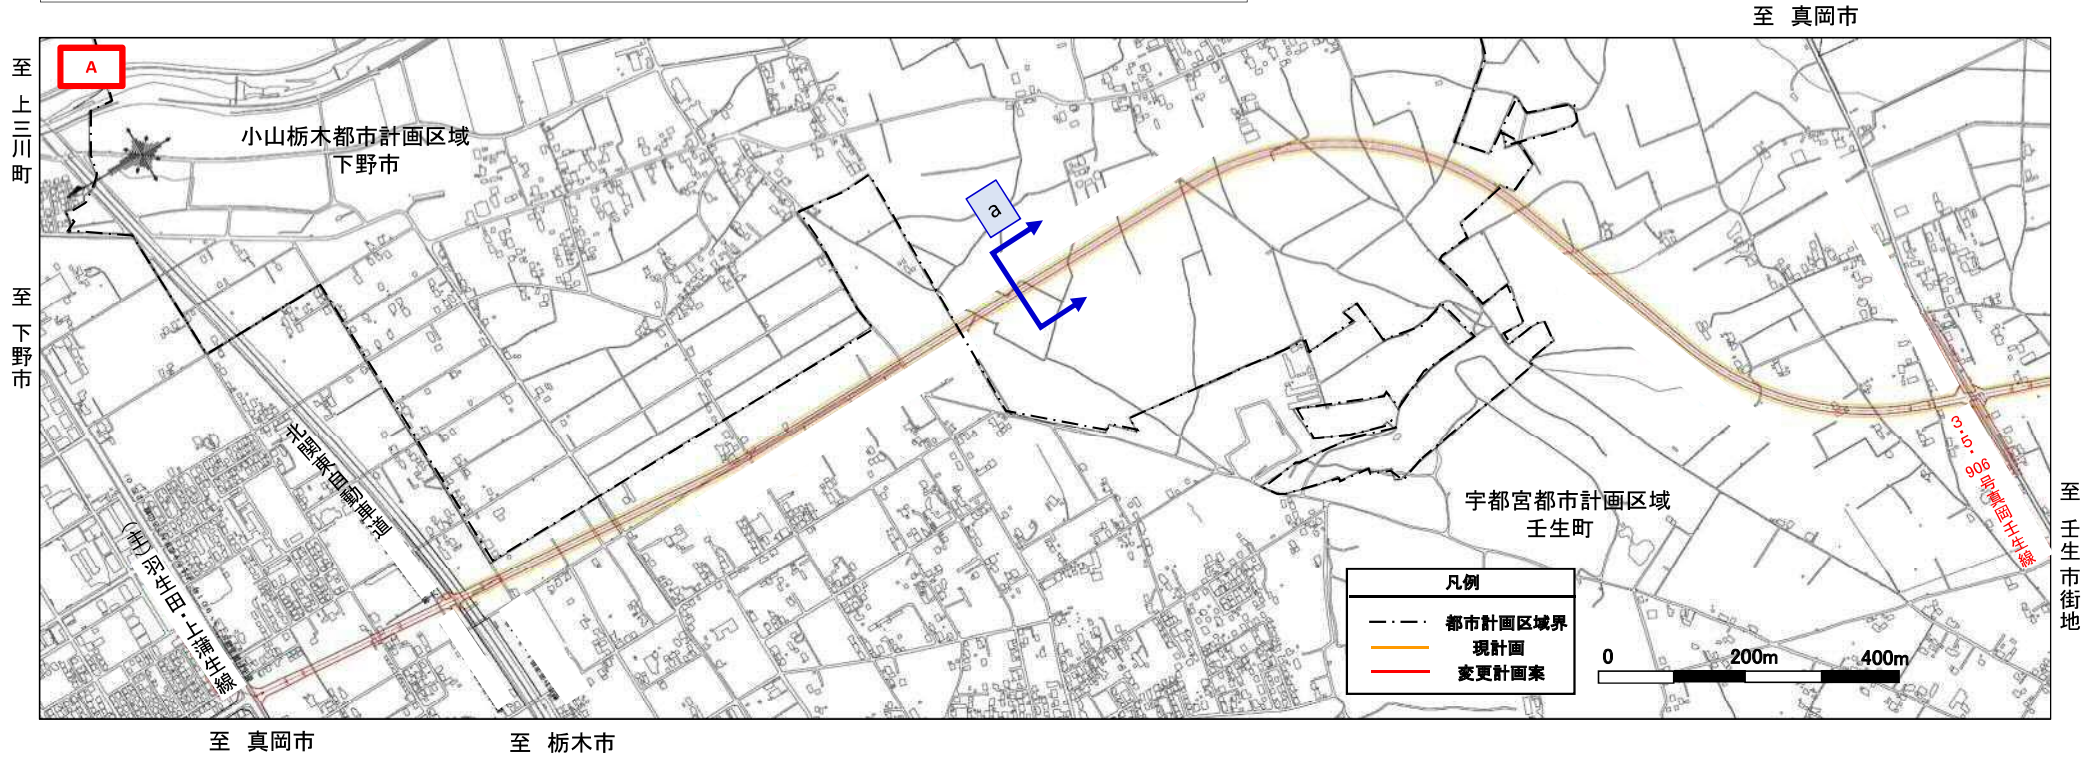 至 真岡市
A
至 上三川町
小山栃木都市計画区域
下野市
a
至 下野市
北関東自動車道
(主)羽生田・上蒲生線
3・5・906号真岡壬生線
宇都宮都市計画区域
壬生町
至 壬生市街地
凡例
都市計画区域界
現計画
変更計画案
0 200m 400m
至 真岡市
至 栃木市